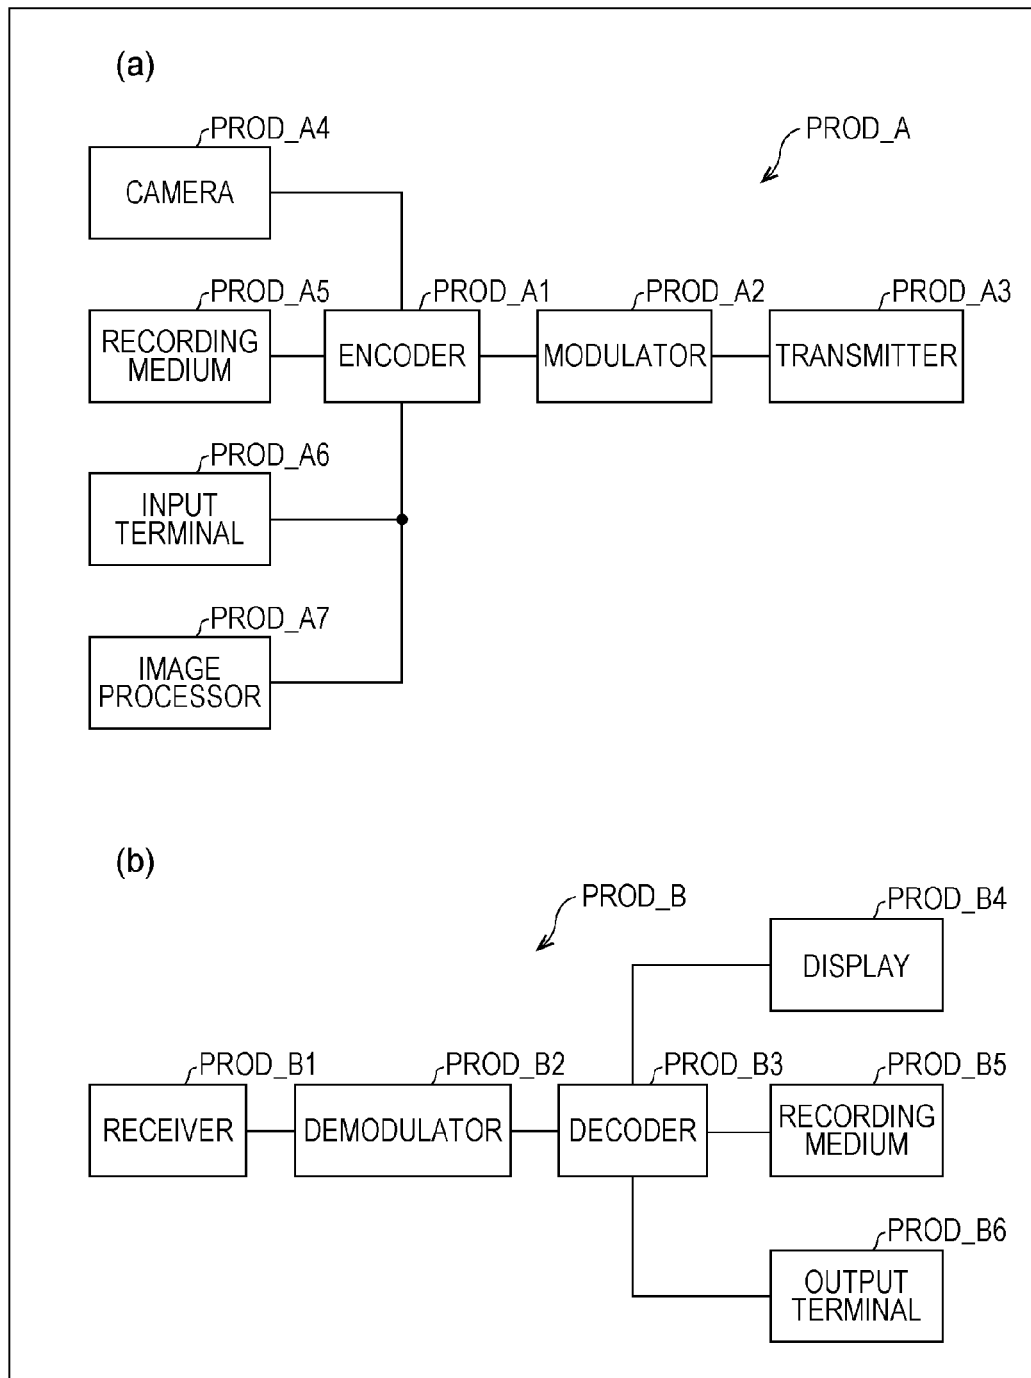 (a)
PROD_A4
PROD_A
CAMERA
PROD_A5
PROD_A1
PROD_A2
PROD_A3
RECORDING
MEDIUM
ENCODER
MODULATOR
TRANSMITTER
PROD_A6
INPUT
TERMINAL
PROD_A7
IMAGE
PROCESSOR
(b)
PROD_B
PROD_B4
DISPLAY
PROD_B1
PROD_B2
PROD_B3
PROD_B5
RECEIVER
DEMODULATOR
DECODER
RECORDING
MEDIUM
PROD_B6
OUTPUT
TERMINAL